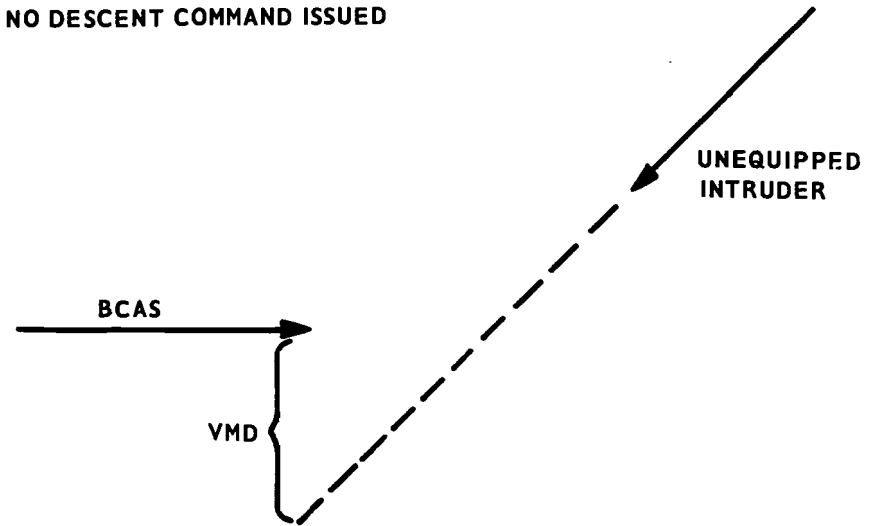 NO DESCENT COMMAND ISSUED
UNEQUIPPED
INTRUDER
BCAS
VMD